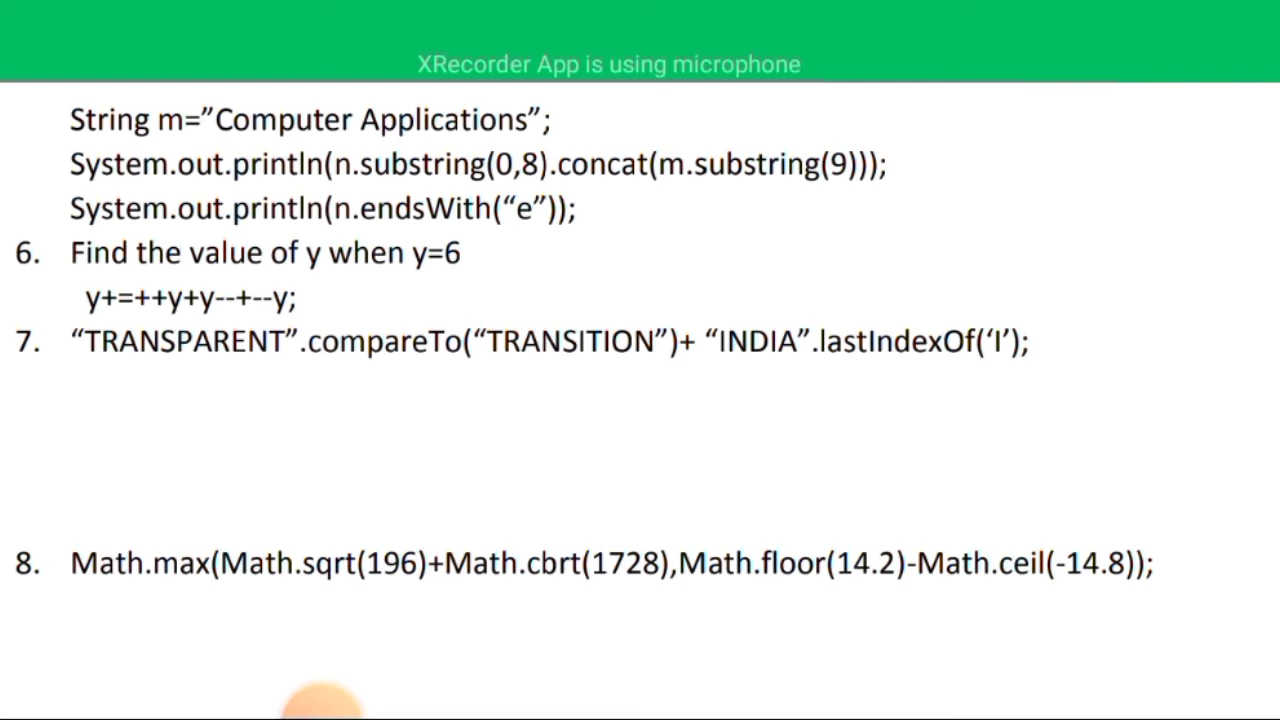 XRecorder App is using microphone
String m=”Computer Applications”;
System.out.println(n.substring(0,8).concat(m.substring(9)));
System.out.println(n.endsWith(“e”));
6. Find the value of y when y=6
y+=++y+y--+--y;
7. “TRANSPARENT”.compareTo(“TRANSITION”)+ “INDIA”.lastIndexOf(‘I’);
8. Math.max(Math.sqrt(196)+Math.cbrt(1728),Math.floor(14.2)-Math.ceil(-14.8));